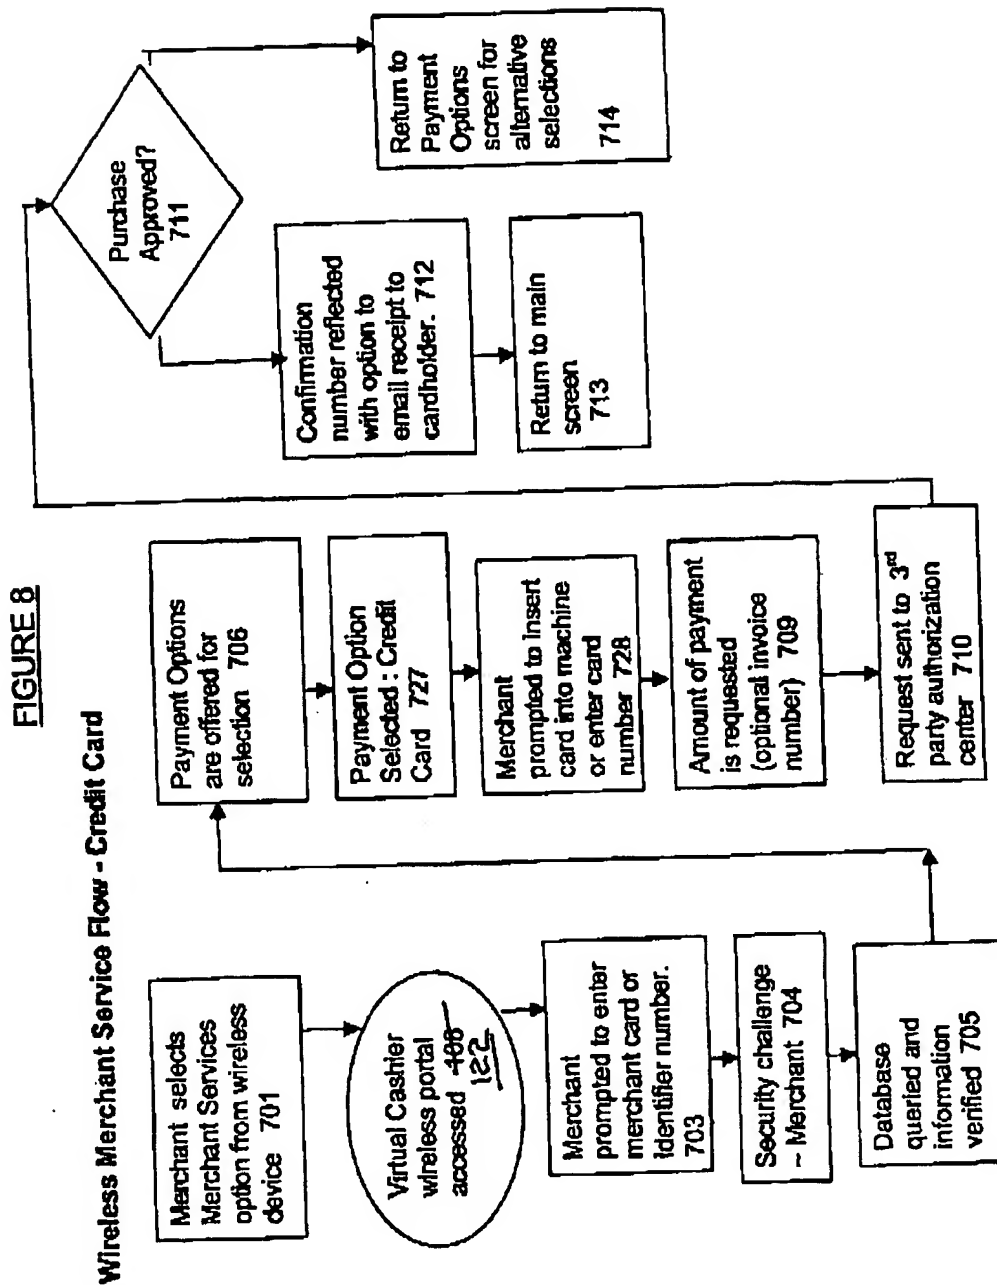 FIGURE 8
Wireless Merchant Service Flow - Credit Card
Merchant selects
Merchant Services
option from wireless
device 701
Virtual Cashier
wireless portal
accessed 408
122
Merchant
prompted to enter
merchant card or
Identifier number.
703
Security challenge
~ Merchant 704
Database
queried and
information
verified 705
Payment Options
are offered for
selection 706
Payment Option
Selected : Credit
Card 727
Merchant
prompted to Insert
card into machine
or enter card
number 728
Amount of payment
is requested
(optional invoice
number) 709
Request sent to 3rd
party authorization
center 710
Purchase
Approved?
711
Confirmation
number reflected
with option to
email receipt to
cardholder. 712
Return to main
screen
713
Return to
Payment
Options
screen for
alternative
selections
714